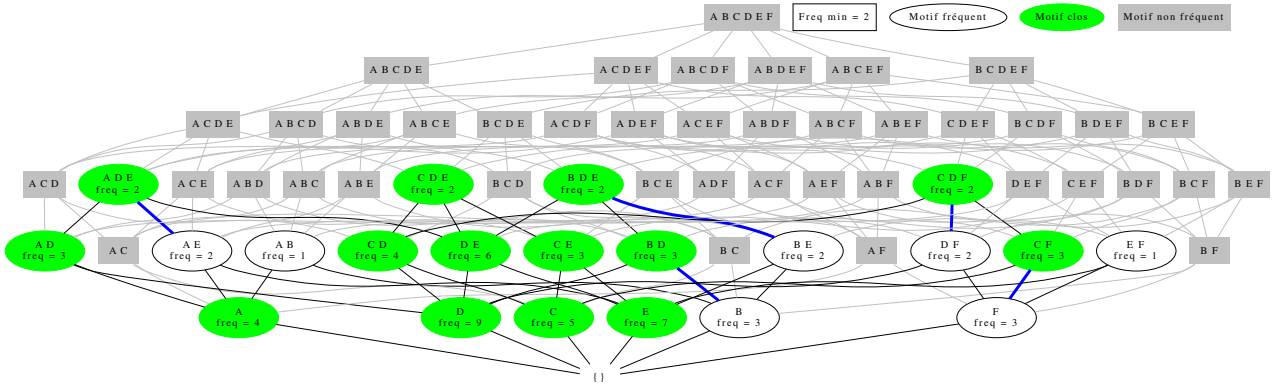 A B C D E F
Freq min = 2
Motif fréquent
Motif clos
Motif non fréquent
A B C D E
A C D E F
A B C D F
A B D E F
A B C E F
B C D E F
A C D E
A B C D
A B D E
A B C E
B C D E
A C D F
A D E F
A C E F
A B D F
A B C F
A B E F
C D E F
B C D F
B D E F
B C E F
A C D
A D E
freq = 2
A C E
A B D
A B C
A B E
C D E
freq = 2
B C D
B D E
freq = 2
B C E
A D F
A C F
A E F
A B F
C D F
freq = 2
D E F
C E F
B D F
B C F
B E F
A D
freq = 3
A C
A E
freq = 2
A B
freq = 1
C D
freq = 4
D E
freq = 6
C E
freq = 3
B D
freq = 3
B C
B E
freq = 2
A F
D F
freq = 2
C F
freq = 3
E F
freq = 1
B F
A
freq = 4
D
freq = 9
C
freq = 5
E
freq = 7
B
freq = 3
F
freq = 3
{}